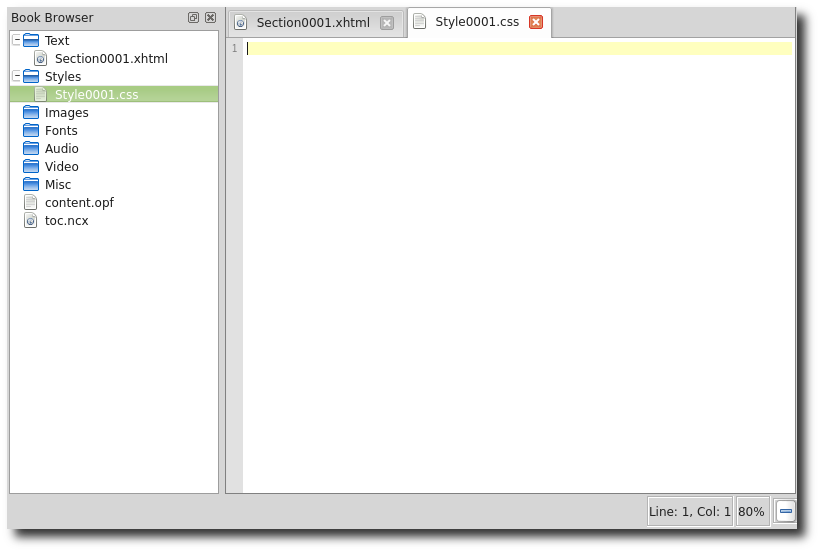 Book Browser
Text
Section0001.xhtml
Styles
Style0001.css
Images
Fonts
Audio
Video
Misc
content.opf
toc.ncx
Section0001.xhtml
Style0001.css
1
Line: 1, Col: 1
80%